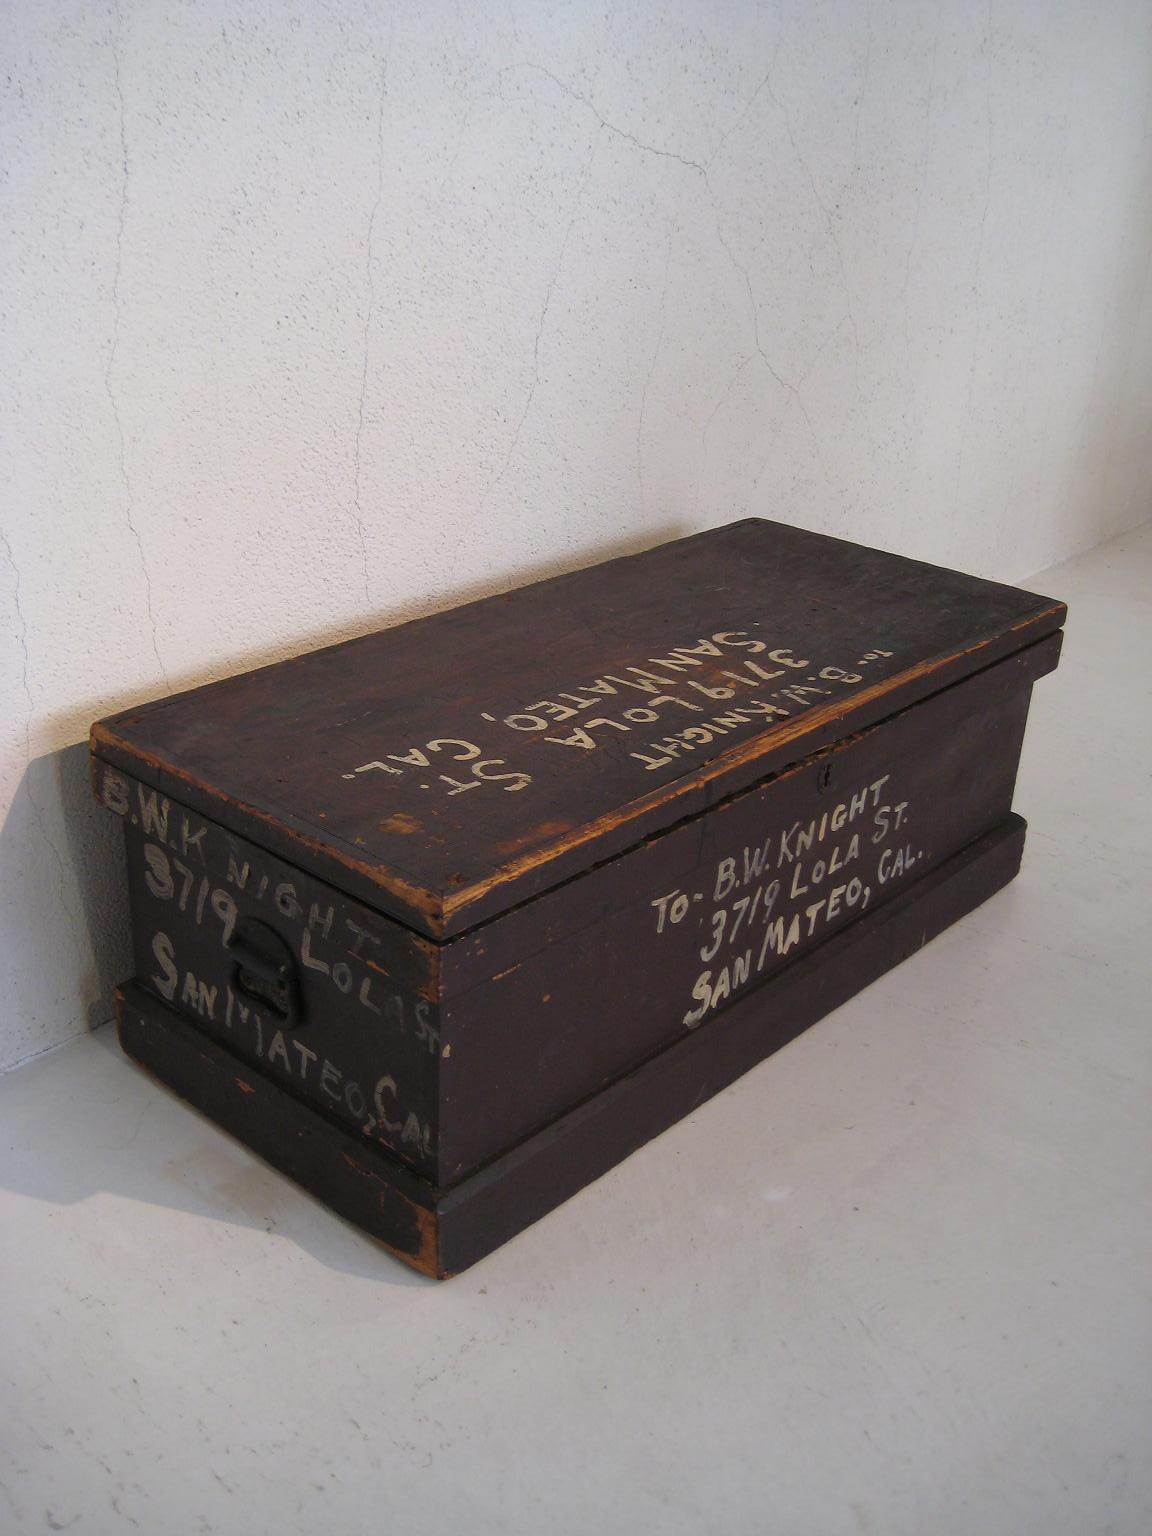 To- B.W. KNIGHT
3719 LOLA ST.
SAN MATEO, CAL.
B.W. KNIGHT
3719 LOLA ST.
SAN MATEO, CAL
TO- B.W. KNIGHT
3719 LOLA ST.
SAN MATEO, CAL.